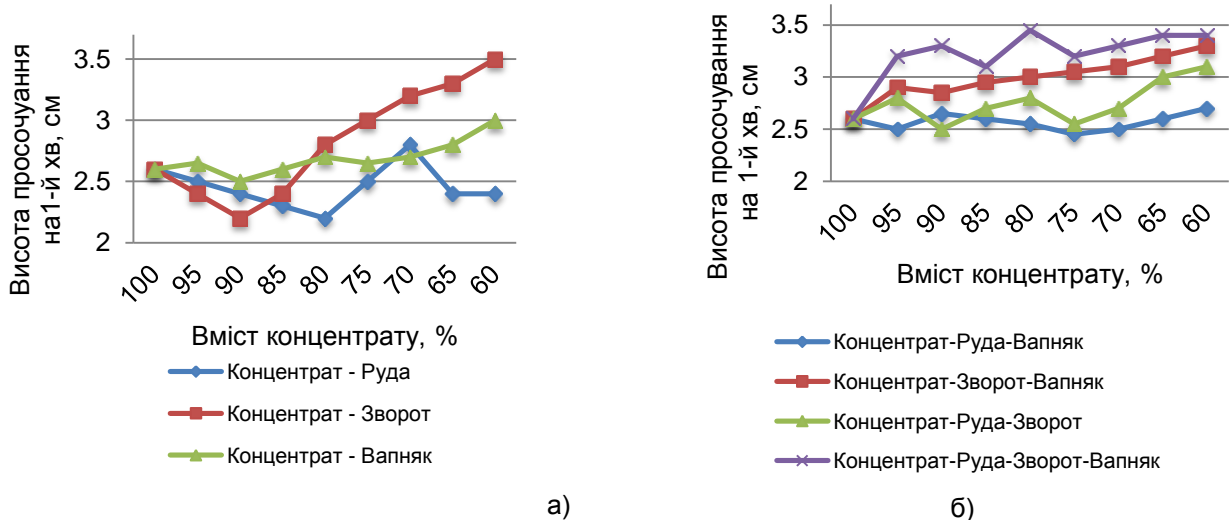 Висота просочуання
на1-й хв, см
3.5
3
2.5
2
100
95
90
85
80
75
70
65
60
Вміст концентрату, %
Концентрат - Руда
Концентрат - Зворот
Концентрат - Вапняк
а)
Висота просочування
на 1-й хв, см
3.5
3
2.5
2
100
95
90
85
80
75
70
65
60
Вміст концентрату, %
Концентрат-Руда-Вапняк
Концентрат-Зворот-Вапняк
Концентрат-Руда-Зворот
Концентрат-Руда-Зворот-Вапняк
б)